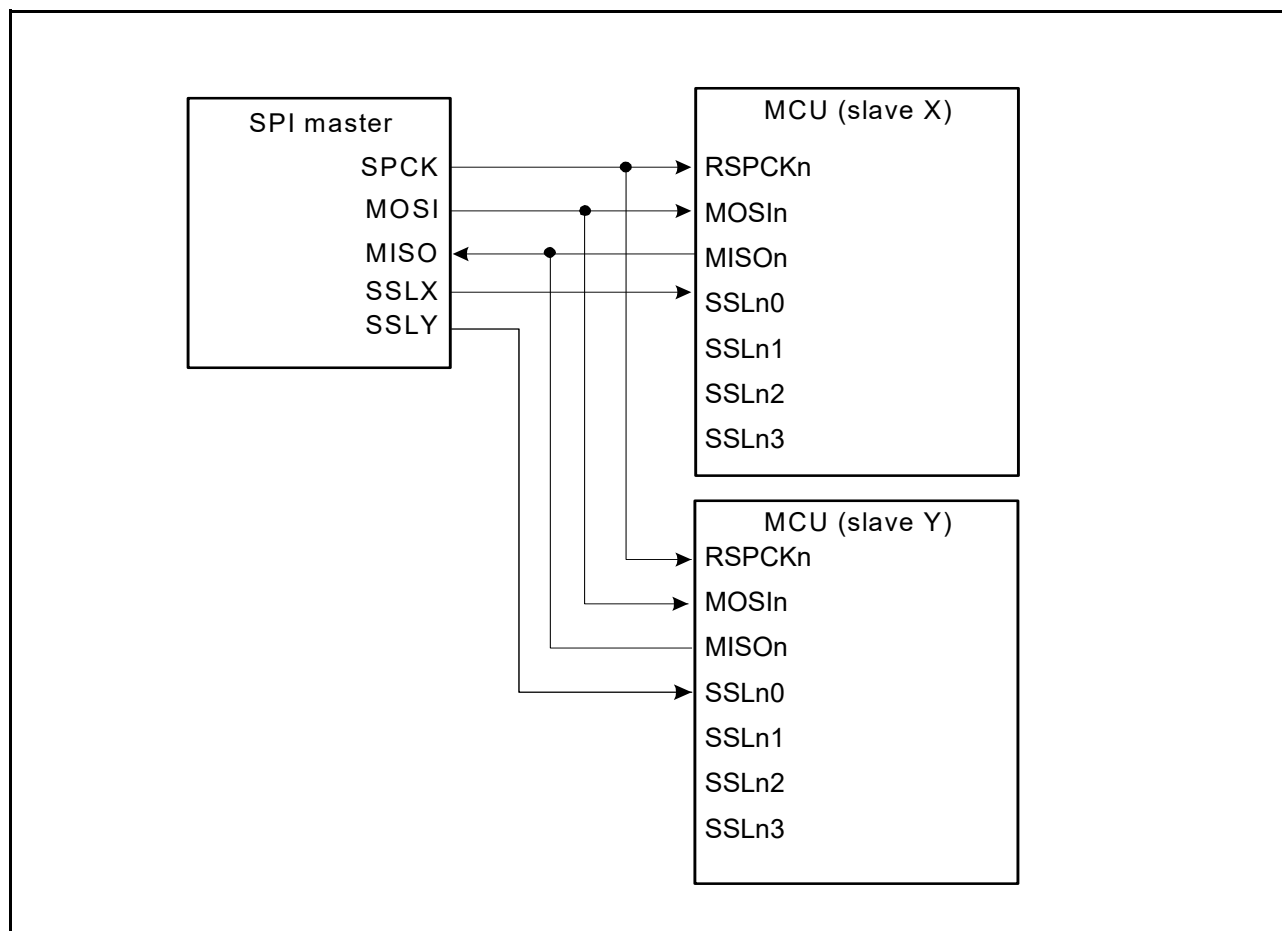 SPI master
SPCK
MOSI
MISO
SSLX
SSLY
MCU (slave X)
RSPCKn
MOSIn
MISOn
SSLn0
SSLn1
SSLn2
SSLn3
MCU (slave Y)
RSPCKn
MOSIn
MISOn
SSLn0
SSLn1
SSLn2
SSLn3